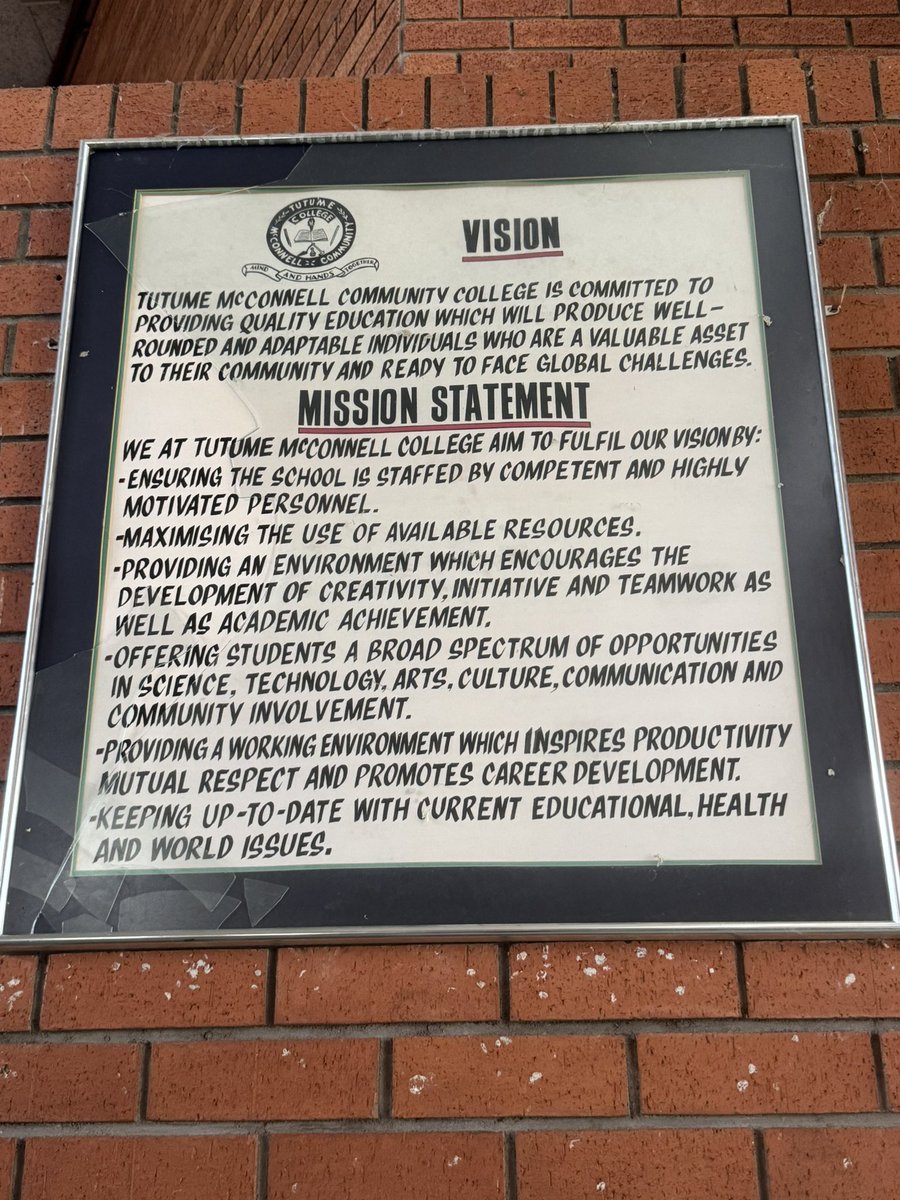 TUTUME
McCONNELL COMMUNITY
COLLEGE
MIND AND HANDS TOGETHER
VISION
TUTUME McCONNELL COMMUNITY COLLEGE IS COMMITTED TO
PROVIDING QUALITY EDUCATION WHICH WILL PRODUCE WELL-
ROUNDED AND ADAPTABLE INDIVIDUALS WHO ARE A VALUABLE ASSET
TO THEIR COMMUNITY AND READY TO FACE GLOBAL CHALLENGES.
MISSION STATEMENT
WE AT TUTUME McCONNELL COLLEGE AIM TO FULFIL OUR VISION BY:
-ENSURING THE SCHOOL IS STAFFED BY COMPETENT AND HIGHLY
MOTIVATED PERSONNEL.
-MAXIMISING THE USE OF AVAILABLE RESOURCES.
-PROVIDING AN ENVIRONMENT WHICH ENCOURAGES THE
DEVELOPMENT OF CREATIVITY, INITIATIVE AND TEAMWORK AS
WELL AS ACADEMIC ACHIEVEMENT.
-OFFERING STUDENTS A BROAD SPECTRUM OF OPPORTUNITIES
IN SCIENCE, TECHNOLOGY, ARTS, CULTURE, COMMUNICATION AND
COMMUNITY INVOLVEMENT.
-PROVIDING A WORKING ENVIRONMENT WHICH INSPIRES PRODUCTIVITY
MUTUAL RESPECT AND PROMOTES CAREER DEVELOPMENT.
-KEEPING UP-TO-DATE WITH CURRENT EDUCATIONAL, HEALTH
AND WORLD ISSUES.